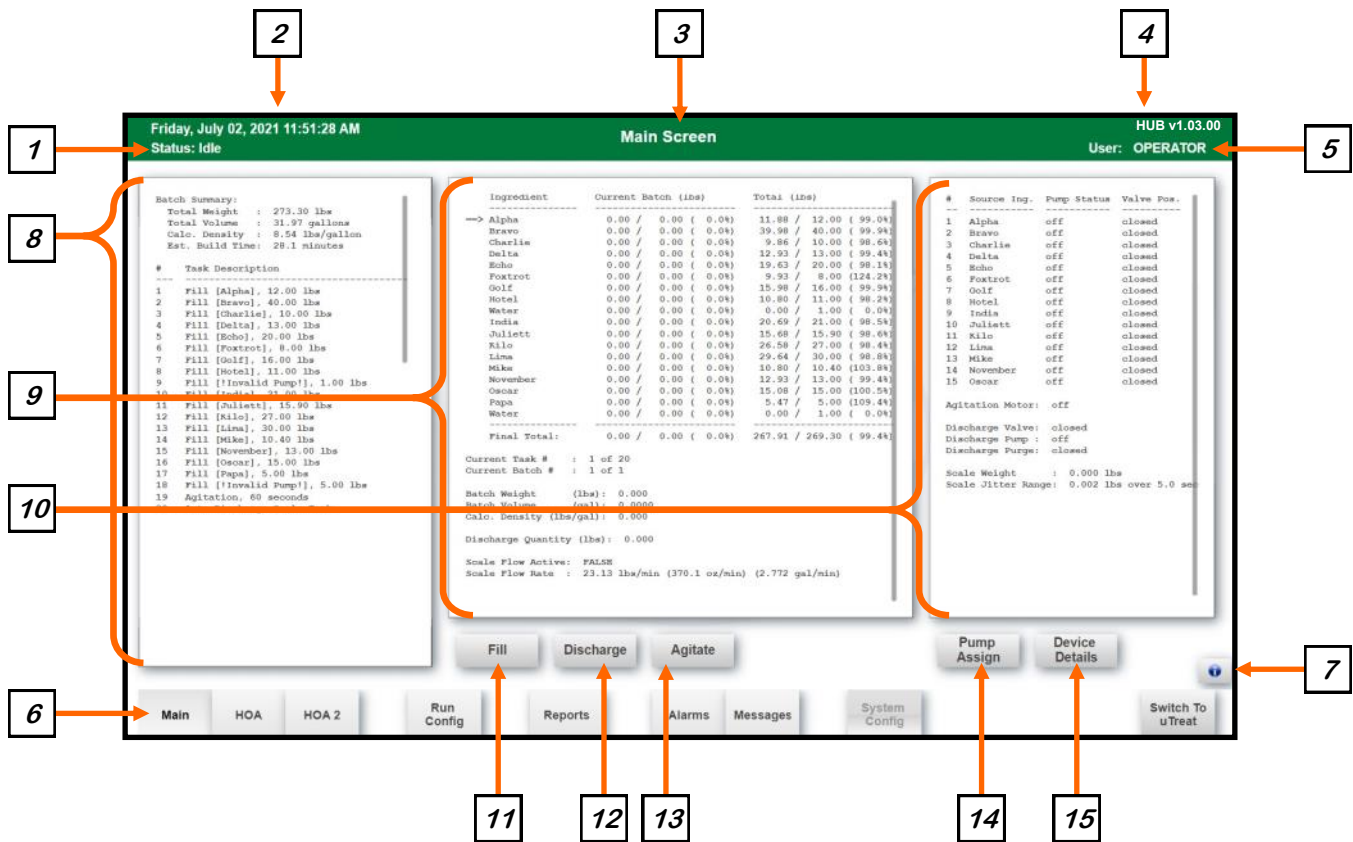 2
3
4
Friday, July 02, 2021 11:51:28 AM
Main Screen
HUB v1.03.00
1
Status: Idle
User: OPERATOR
5
8
Batch Summary:
Total Weight : 273.30 lbs
Total Volume : 31.97 gallons
Calc. Density : 8.54 lbs/gallon
Est. Build Time: 28.1 minutes
# Task Description
--- ----------------
1 Fill [Alpha], 12.00 lbs
2 Fill [Bravo], 40.00 lbs
3 Fill [Charlie], 10.00 lbs
4 Fill [Delta], 13.00 lbs
5 Fill [Echo], 20.00 lbs
6 Fill [Foxtrot], 8.00 lbs
7 Fill [Golf], 16.00 lbs
8 Fill [Hotel], 11.00 lbs
9 Fill [!Invalid Pump!], 1.00 lbs
10 Fill [India], 21.00 lbs
11 Fill [Juliett], 15.90 lbs
12 Fill [Kilo], 27.00 lbs
13 Fill [Lima], 30.00 lbs
14 Fill [Mike], 10.40 lbs
15 Fill [November], 13.00 lbs
16 Fill [Oscar], 15.00 lbs
17 Fill [Papa], 5.00 lbs
18 Fill [!Invalid Pump!], 5.00 lbs
19 Agitation, 60 seconds
9
Ingredient Current Batch (lbs) Total (lbs)
--> Alpha 0.00 / 0.00 ( 0.0%) 11.88 / 12.00 ( 99.0%)
Bravo 0.00 / 0.00 ( 0.0%) 39.98 / 40.00 ( 99.9%)
Charlie 0.00 / 0.00 ( 0.0%) 9.86 / 10.00 ( 98.6%)
Delta 0.00 / 0.00 ( 0.0%) 12.93 / 13.00 ( 99.4%)
Echo 0.00 / 0.00 ( 0.0%) 19.63 / 20.00 ( 98.1%)
Foxtrot 0.00 / 0.00 ( 0.0%) 9.93 / 8.00 (124.2%)
Golf 0.00 / 0.00 ( 0.0%) 15.98 / 16.00 ( 99.9%)
Hotel 0.00 / 0.00 ( 0.0%) 10.80 / 11.00 ( 98.2%)
Water 0.00 / 0.00 ( 0.0%) 0.00 / 1.00 ( 0.0%)
India 0.00 / 0.00 ( 0.0%) 20.69 / 21.00 ( 98.5%)
Juliett 0.00 / 0.00 ( 0.0%) 15.68 / 15.90 ( 98.6%)
Kilo 0.00 / 0.00 ( 0.0%) 26.58 / 27.00 ( 98.4%)
Lima 0.00 / 0.00 ( 0.0%) 29.64 / 30.00 ( 98.8%)
Mike 0.00 / 0.00 ( 0.0%) 10.80 / 10.40 (103.8%)
November 0.00 / 0.00 ( 0.0%) 12.93 / 13.00 ( 99.4%)
Oscar 0.00 / 0.00 ( 0.0%) 15.08 / 15.00 (100.5%)
Papa 0.00 / 0.00 ( 0.0%) 5.47 / 5.00 (109.4%)
Water 0.00 / 0.00 ( 0.0%) 0.00 / 1.00 ( 0.0%)
Final Total: 0.00 / 0.00 ( 0.0%) 267.91 / 269.30 ( 99.4%)
Current Task # : 1 of 20
Current Batch # : 1 of 1
Batch Weight (lbs): 0.000
Batch Volume (gal): 0.0000
Calc. Density (lbs/gal): 0.000
Discharge Quantity (lbs): 0.000
Scale Flow Active: FALSE
Scale Flow Rate : 23.13 lbs/min (370.1 oz/min) (2.772 gal/min)
10
# Source Ing. Pump Status Valve Pos.
1 Alpha off closed
2 Bravo off closed
3 Charlie off closed
4 Delta off closed
5 Echo off closed
6 Foxtrot off closed
7 Golf off closed
8 Hotel off closed
9 India off closed
10 Juliett off closed
11 Kilo off closed
12 Lima off closed
13 Mike off closed
14 November off closed
15 Oscar off closed
Agitation Motor: off
Discharge Valve: closed
Discharge Pump : off
Discharge Purge: closed
Scale Weight : 0.000 lbs
Scale Jitter Range: 0.002 lbs over 5.0 sec
Fill
Discharge
Agitate
Pump
Assign
Device
Details
7
6
Main
HOA
HOA 2
Run
Config
Reports
Alarms
Messages
System
Config
Switch To
uTreat
11
12
13
14
15